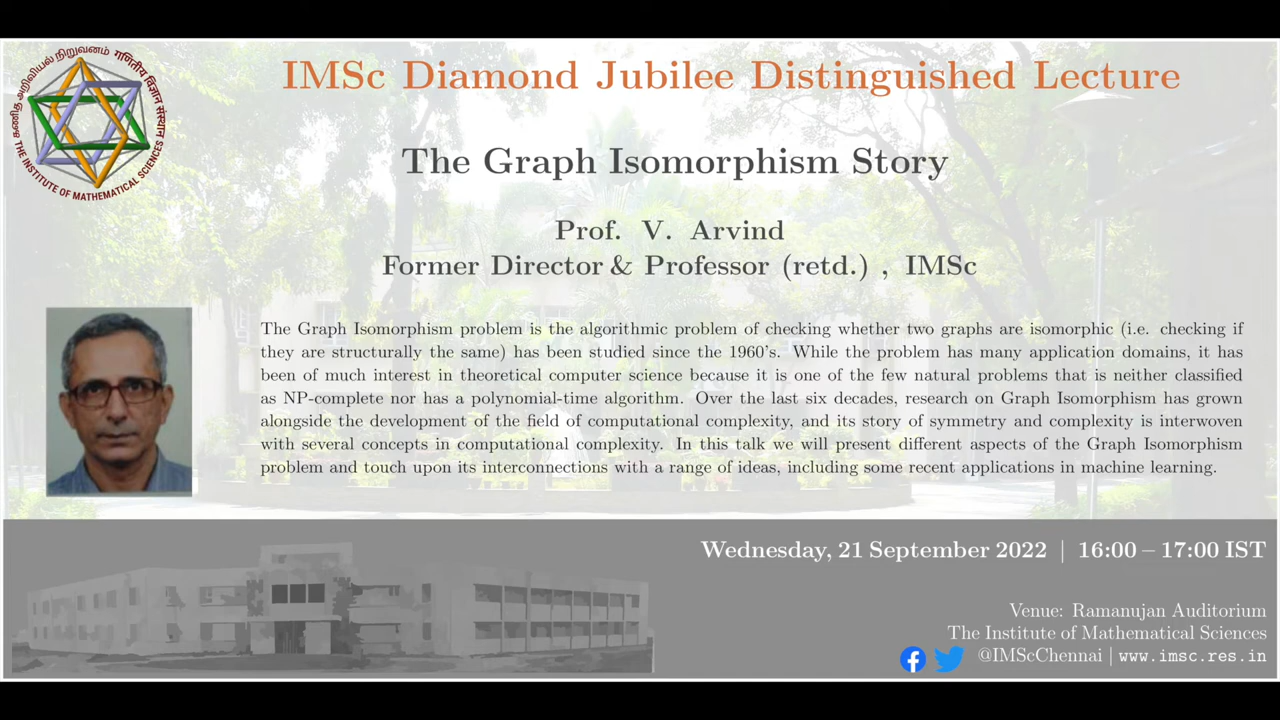 கணித அறிவியல் நிறுவனம்
गणितीय विज्ञान संस्थान
THE INSTITUTE OF MATHEMATICAL SCIENCES
IMSc Diamond Jubilee Distinguished Lecture
The Graph Isomorphism Story
Prof. V. Arvind
Former Director & Professor (retd.) , IMSc
The Graph Isomorphism problem is the algorithmic problem of checking whether two graphs are isomorphic (i.e. checking if
they are structurally the same) has been studied since the 1960's. While the problem has many application domains, it has
been of much interest in theoretical computer science because it is one of the few natural problems that is neither classified
as NP-complete nor has a polynomial-time algorithm. Over the last six decades, research on Graph Isomorphism has grown
alongside the development of the field of computational complexity, and its story of symmetry and complexity is interwoven
with several concepts in computational complexity. In this talk we will present different aspects of the Graph Isomorphism
problem and touch upon its interconnections with a range of ideas, including some recent applications in machine learning.
Wednesday, 21 September 2022 | 16:00 – 17:00 IST
Venue: Ramanujan Auditorium
The Institute of Mathematical Sciences
@IMScChennai | www.imsc.res.in